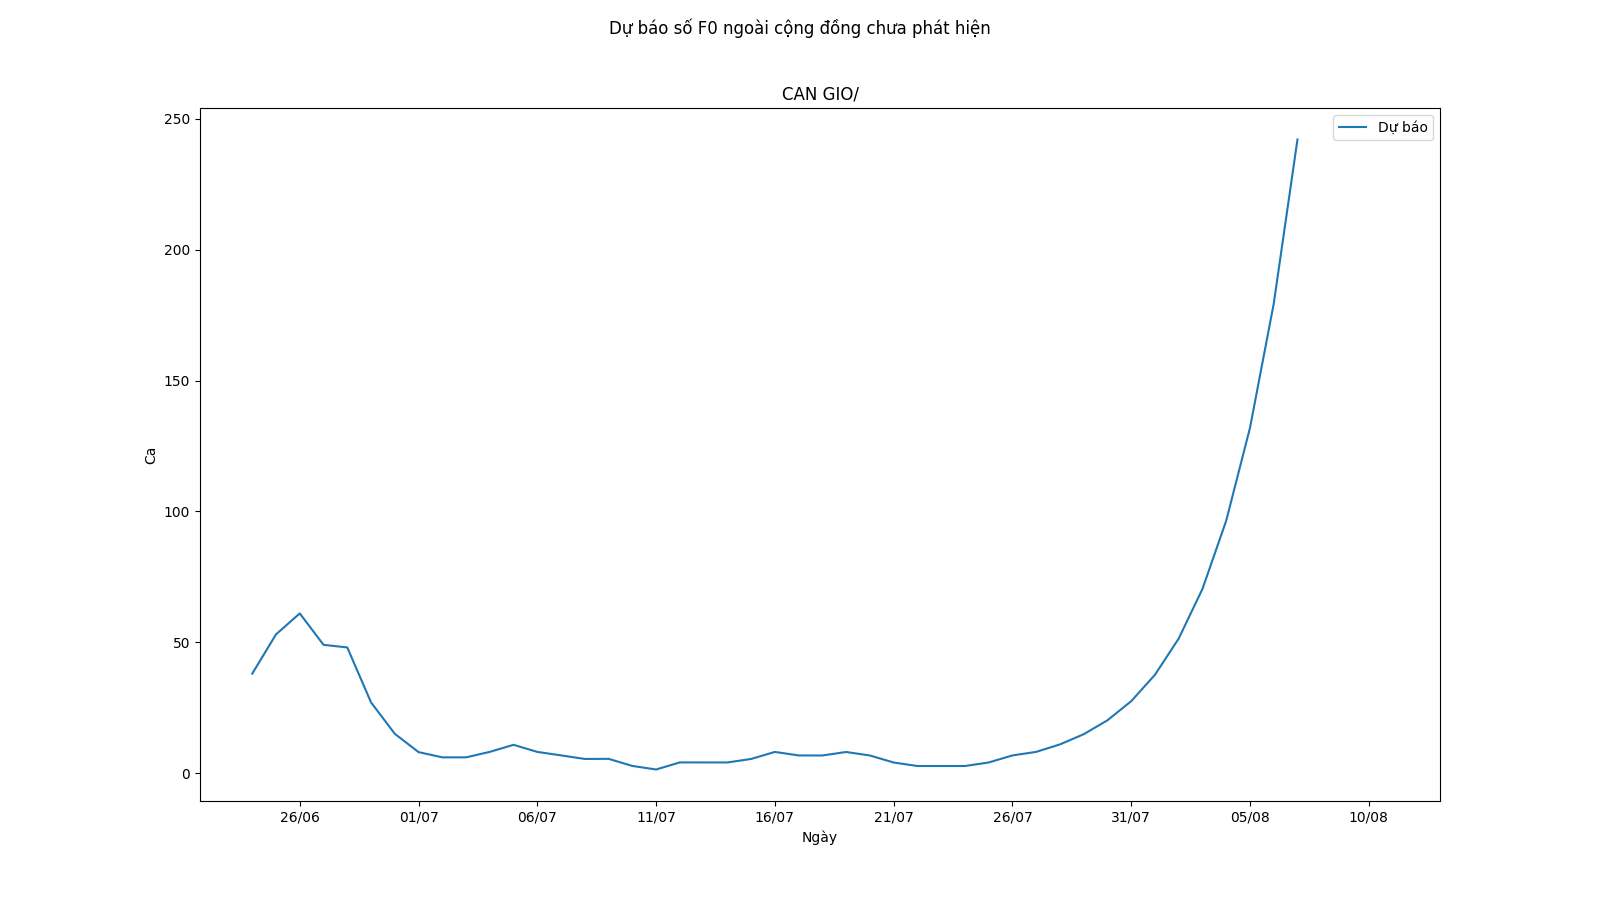 Dự báo số F0 ngoài cộng đồng chưa phát hiện
CAN GIO/
Dự báo
250
200
150
100
50
0
Ca
26/06 01/07 06/07 11/07 16/07 21/07 26/07 31/07 05/08 10/08
Ngày